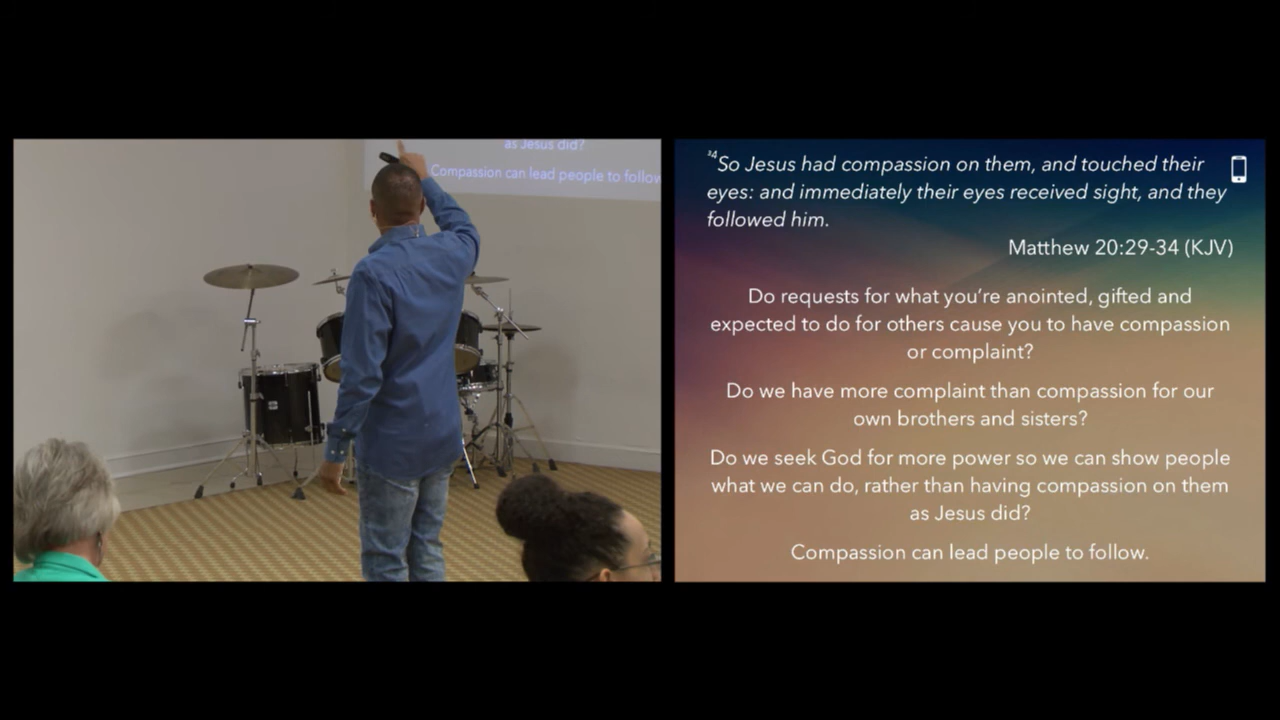 as Jesus did?
Compassion can lead people to follow
³⁴So Jesus had compassion on them, and touched their
eyes: and immediately their eyes received sight, and they
followed him.
Matthew 20:29-34 (KJV)
Do requests for what you’re anointed, gifted and
expected to do for others cause you to have compassion
or complaint?
Do we have more complaint than compassion for our
own brothers and sisters?
Do we seek God for more power so we can show people
what we can do, rather than having compassion on them
as Jesus did?
Compassion can lead people to follow.